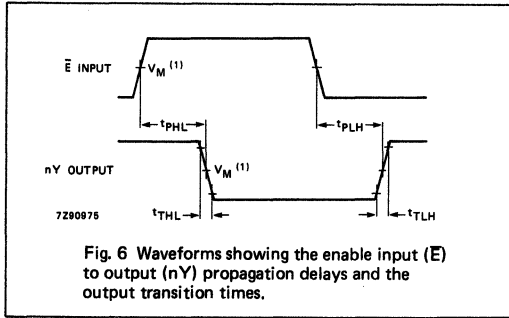 E̅ INPUT
V_M (1)
t_PHL
t_PLH
nY OUTPUT
V_M (1)
7Z90975
t_THL
t_TLH
Fig. 6 Waveforms showing the enable input (E̅)
to output (nY) propagation delays and the
output transition times.